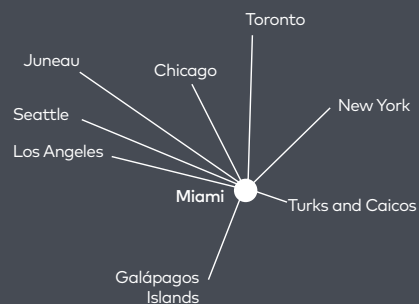 Toronto
Juneau
Chicago
New York
Seattle
Los Angeles
Miami
Turks and Caicos
Galápagos
Islands